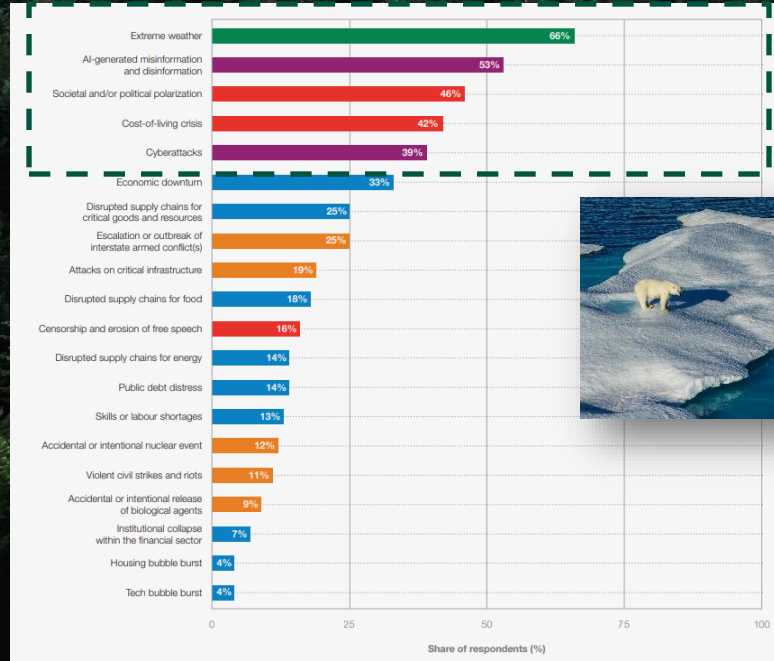 Extreme weather
66%
AI-generated misinformation
and disinformation
53%
Societal and/or political polarization
46%
Cost-of-living crisis
42%
Cyberattacks
39%
Economic downturn
33%
Disrupted supply chains for
critical goods and resources
25%
Escalation or outbreak of
interstate armed conflict(s)
25%
Attacks on critical infrastructure
19%
Disrupted supply chains for food
18%
Censorship and erosion of free speech
16%
Disrupted supply chains for energy
14%
Public debt distress
14%
Skills or labour shortages
13%
Accidental or intentional nuclear event
12%
Violent civil strikes and riots
11%
Accidental or intentional release
of biological agents
9%
Institutional collapse
within the financial sector
7%
Housing bubble burst
4%
Tech bubble burst
4%
0 25 50 75 100
Share of respondents (%)